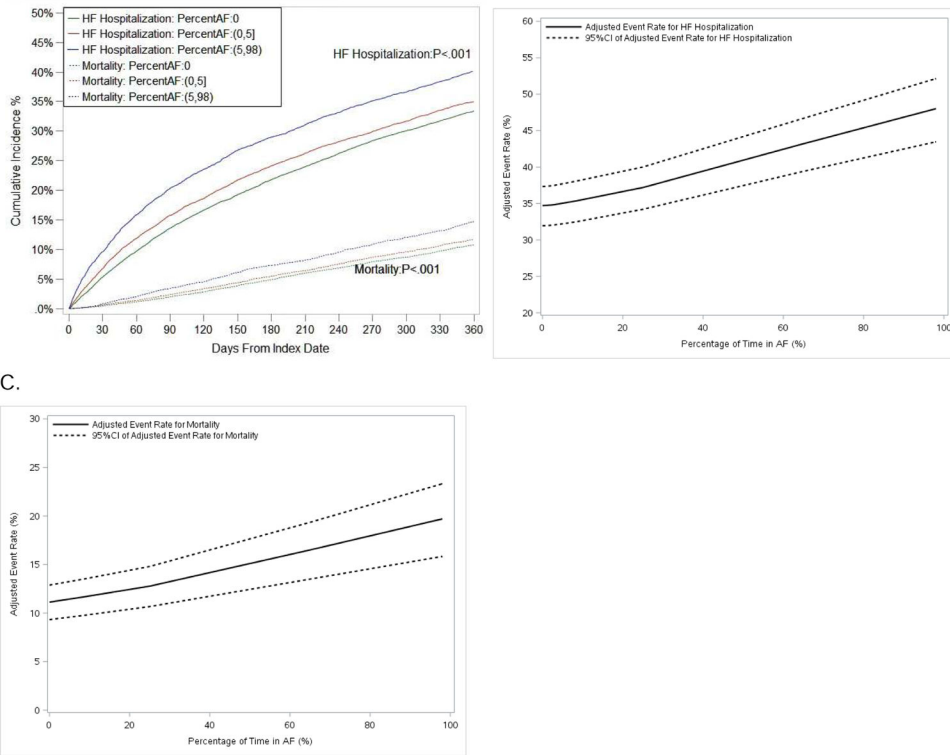 50%
45%
40%
35%
30%
25%
20%
15%
10%
5%
.0%
Cumulative Incidence %
HF Hospitalization: PercentAF:0
HF Hospitalization: PercentAF:(0,5]
HF Hospitalization: PercentAF:(5,98)
Mortality: PercentAF:0
Mortality: PercentAF:(0,5]
Mortality: PercentAF:(5,98)
HF Hospitalization:P<.001
Mortality:P<.001
0 30 60 90 120 150 180 210 240 270 300 330 360
Days From Index Date
60
55
50
45
40
35
30
25
20
Adjusted Event Rate (%)
Adjusted Event Rate for HF Hospitalization
95%CI of Adjusted Event Rate for HF Hospitalization
0 20 40 60 80 100
Percentage of Time in AF (%)
C.
30
25
20
15
10
5
0
Adjusted Event Rate (%)
Adjusted Event Rate for Mortality
95%CI of Adjusted Event Rate for Mortality
0 20 40 60 80 100
Percentage of Time in AF (%)